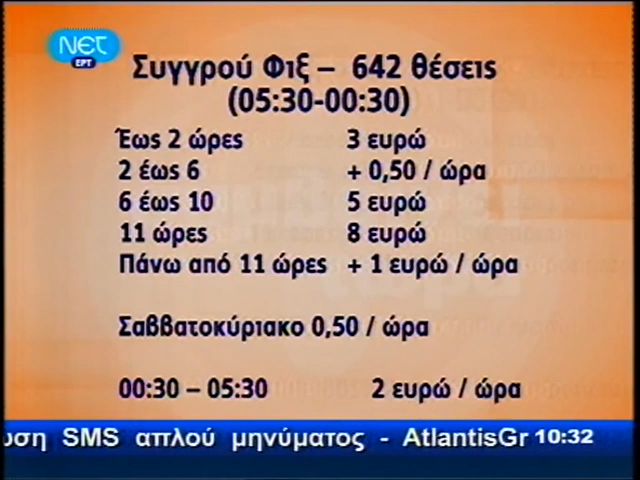 ΝΕΤ
ΕΡΤ
Συγγρού Φιξ – 642 θέσεις
(05:30-00:30)
Έως 2 ώρες 3 ευρώ
2 έως 6 + 0,50 / ώρα
6 έως 10 5 ευρώ
11 ώρες 8 ευρώ
Πάνω από 11 ώρες + 1 ευρώ / ώρα
Σαββατοκύριακο 0,50 / ώρα
00:30 – 05:30 2 ευρώ / ώρα
ωση SMS απλού μηνύματος - AtlantisGr 10:32